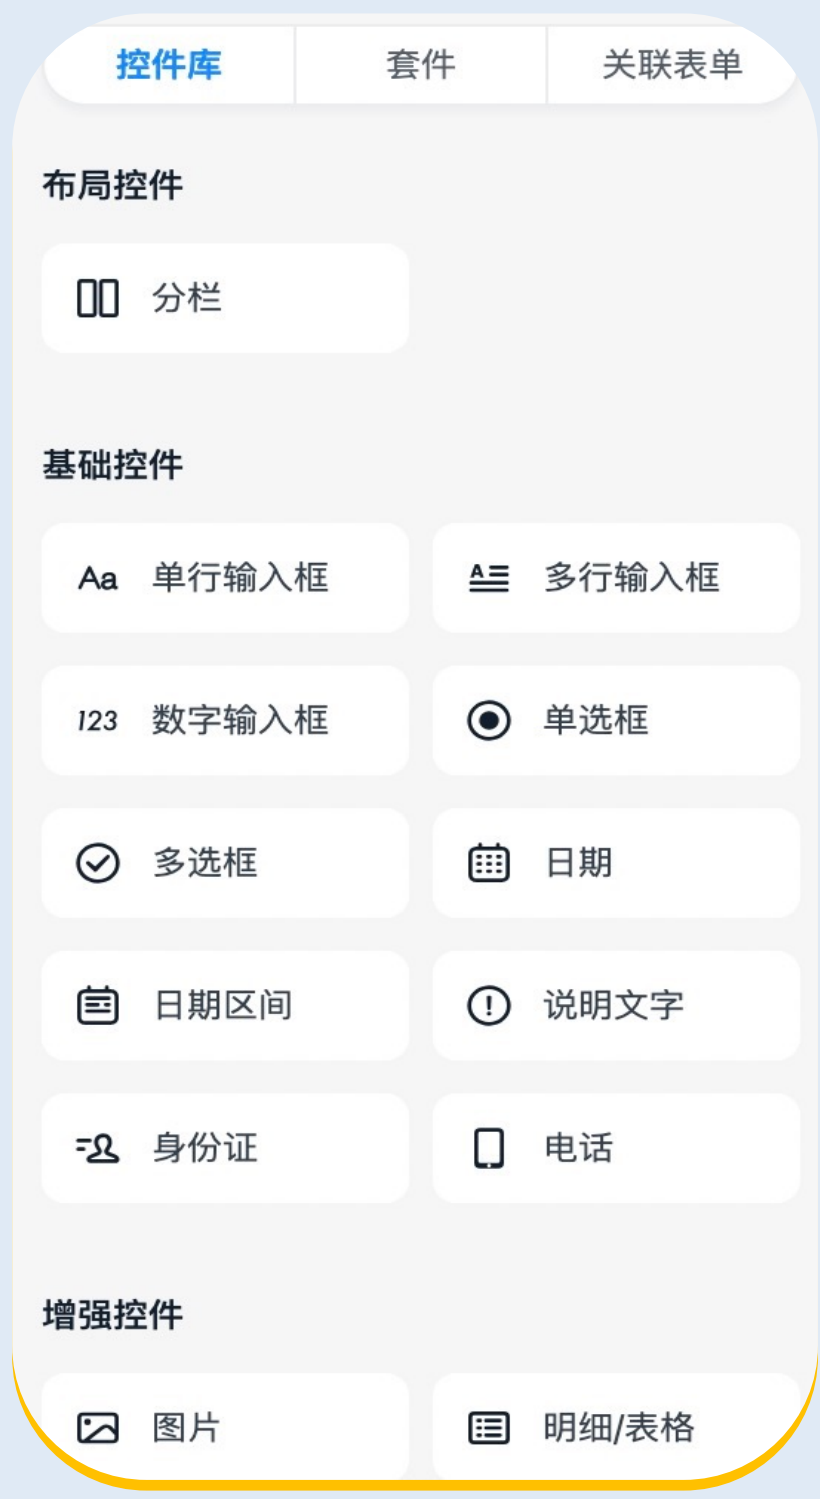 控件库 套件 关联表单
布局控件
分栏
基础控件
Aa 单行输入框 A 多行输入框
123 数字输入框 单选框
多选框 日期
日期区间 说明文字
身份证 电话
增强控件
图片 明细/表格